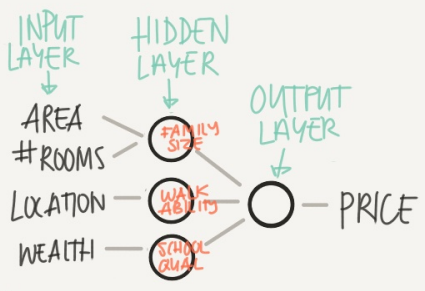 INPUT
LAYER
HIDDEN
LAYER
OUTPUT
LAYER
AREA
#ROOMS
LOCATION
WEALTH
FAMILY
SIZE
WALK
ABILITY
SCHOOL
QUAL
PRICE